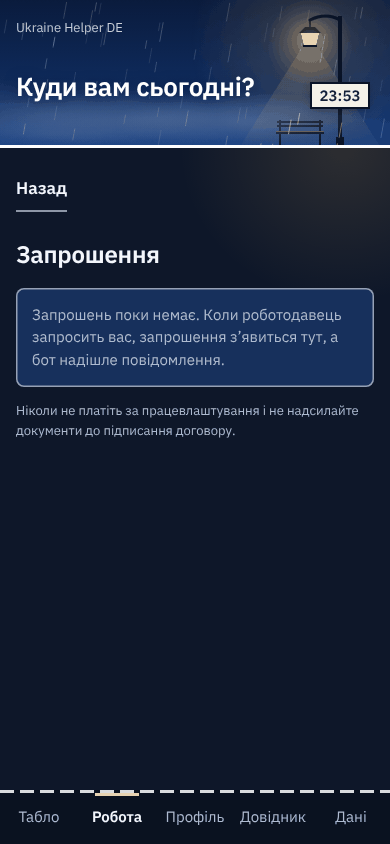 Ukraine Helper DE
Куди вам сьогодні?
23:53
Назад
Запрошення
Запрошень поки немає. Коли роботодавець
запросить вас, запрошення з’явиться тут, а
бот надішле повідомлення.
Ніколи не платіть за працевлаштування і не надсилайте
документи до підписання договору.
Табло Робота Профіль Довідник Дані